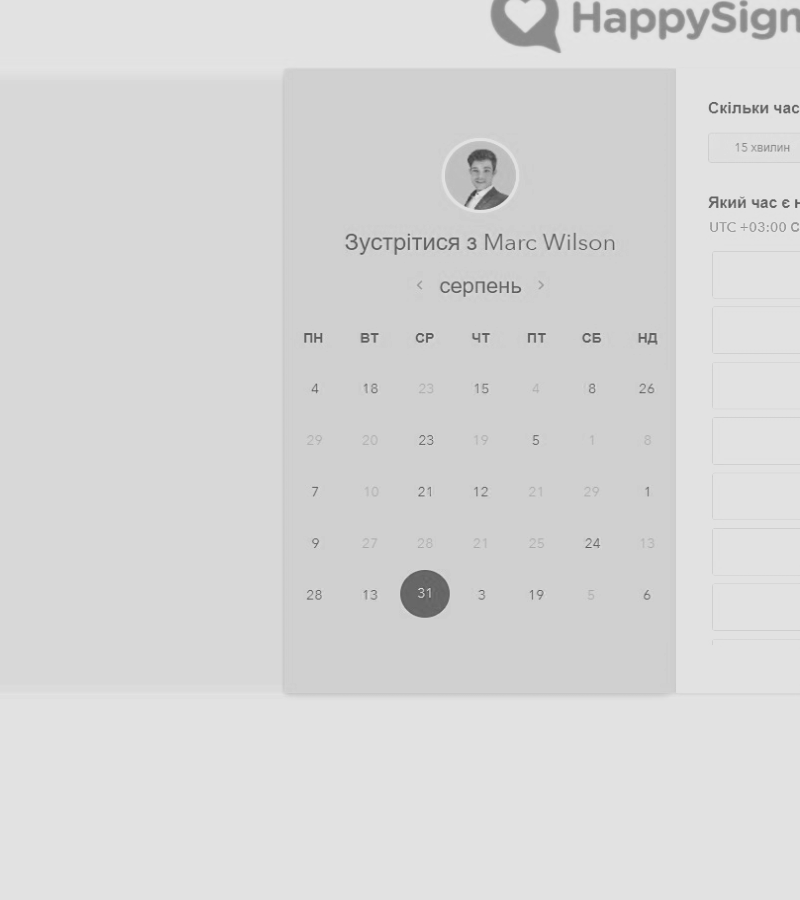 HappySign
Зустрітися з Marc Wilson
‹ серпень ›
ПН ВТ СР ЧТ ПТ СБ НД
4 18 23 15 4 8 26
29 20 23 19 5 1 8
7 10 21 12 21 29 1
9 27 28 21 25 24 13
28 13 31 3 19 5 6
Скільки час
15 хвилин
Який час є н
UTC +03:00 С